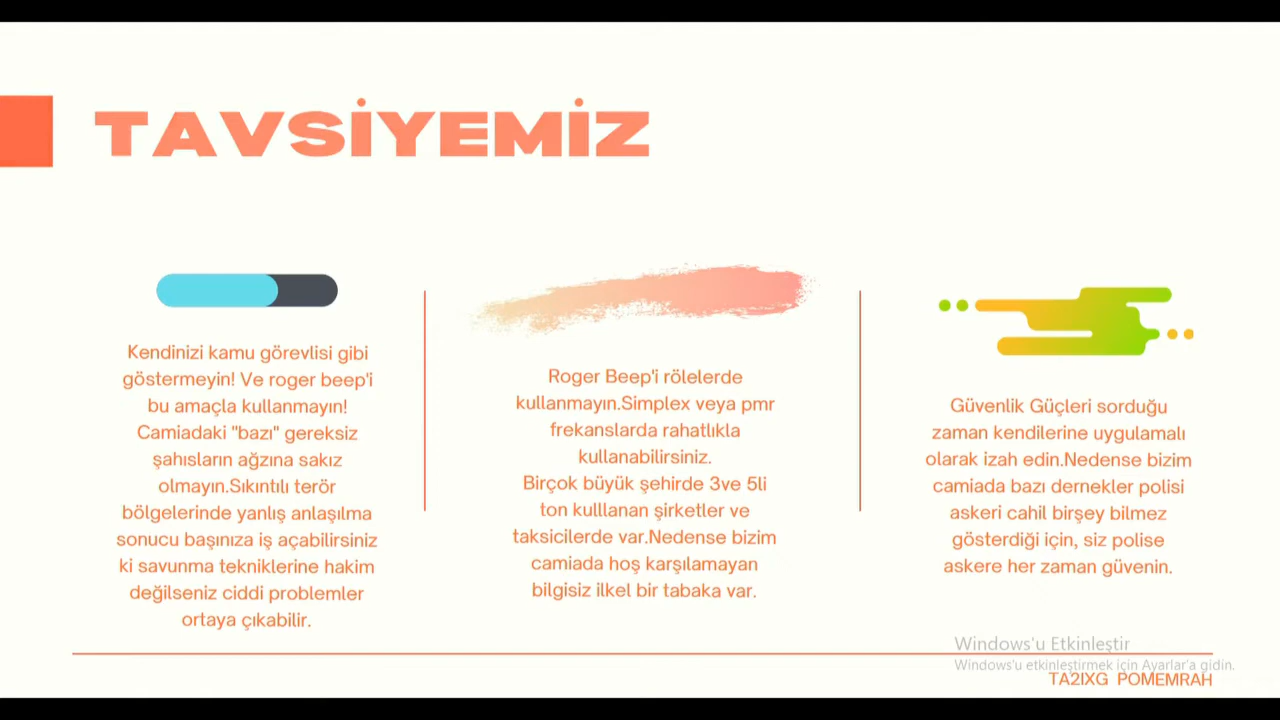 TAVSİYEMİZ
Kendinizi kamu görevlisi gibi
göstermeyin! Ve roger beep'i
bu amaçla kullanmayın!
Camiadaki "bazı" gereksiz
şahısların ağzına sakız
olmayın.Sıkıntılı terör
bölgelerinde yanlış anlaşılma
sonucu başınıza iş açabilirsiniz
ki savunma tekniklerine hakim
değilseniz ciddi problemler
ortaya çıkabilir.
Roger Beep'i rölelerde
kullanmayın.Simplex veya pmr
frekanslarda rahatlıkla
kullanabilirsiniz.
Birçok büyük şehirde 3ve 5li
ton kulllanan şirketler ve
taksicilerde var.Nedense bizim
camiada hoş karşılamayan
bilgisiz ilkel bir tabaka var.
Güvenlik Güçleri sorduğu
zaman kendilerine uygulamalı
olarak izah edin.Nedense bizim
camiada bazı dernekler polisi
askeri cahil birşey bilmez
gösterdiği için, siz polise
askere her zaman güvenin.
Windows'u Etkinleştir
Windows'u etkinleştirmek için Ayarlar'a gidin.
TA2IXG POMEMRAH